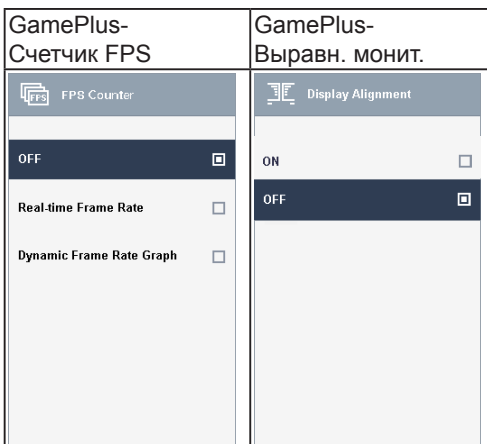 GamePlus-
Счетчик FPS
GamePlus-
Выравн. монит.
FPS
FPS Counter
OFF
Real-time Frame Rate
Dynamic Frame Rate Graph
Display Alignment
ON
OFF